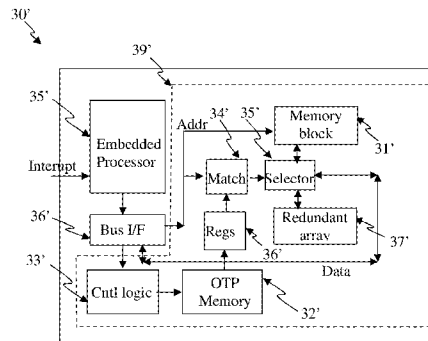 30’
39’
35’
34’
35’
Memory
block
Addr
Embedded
Processor
31’
Interupt
Match
Selector
36’
Bus I/F
Regs
Redundant
array
36’
37’
33’
Data
Cntl logic
OTP
Memory
32’